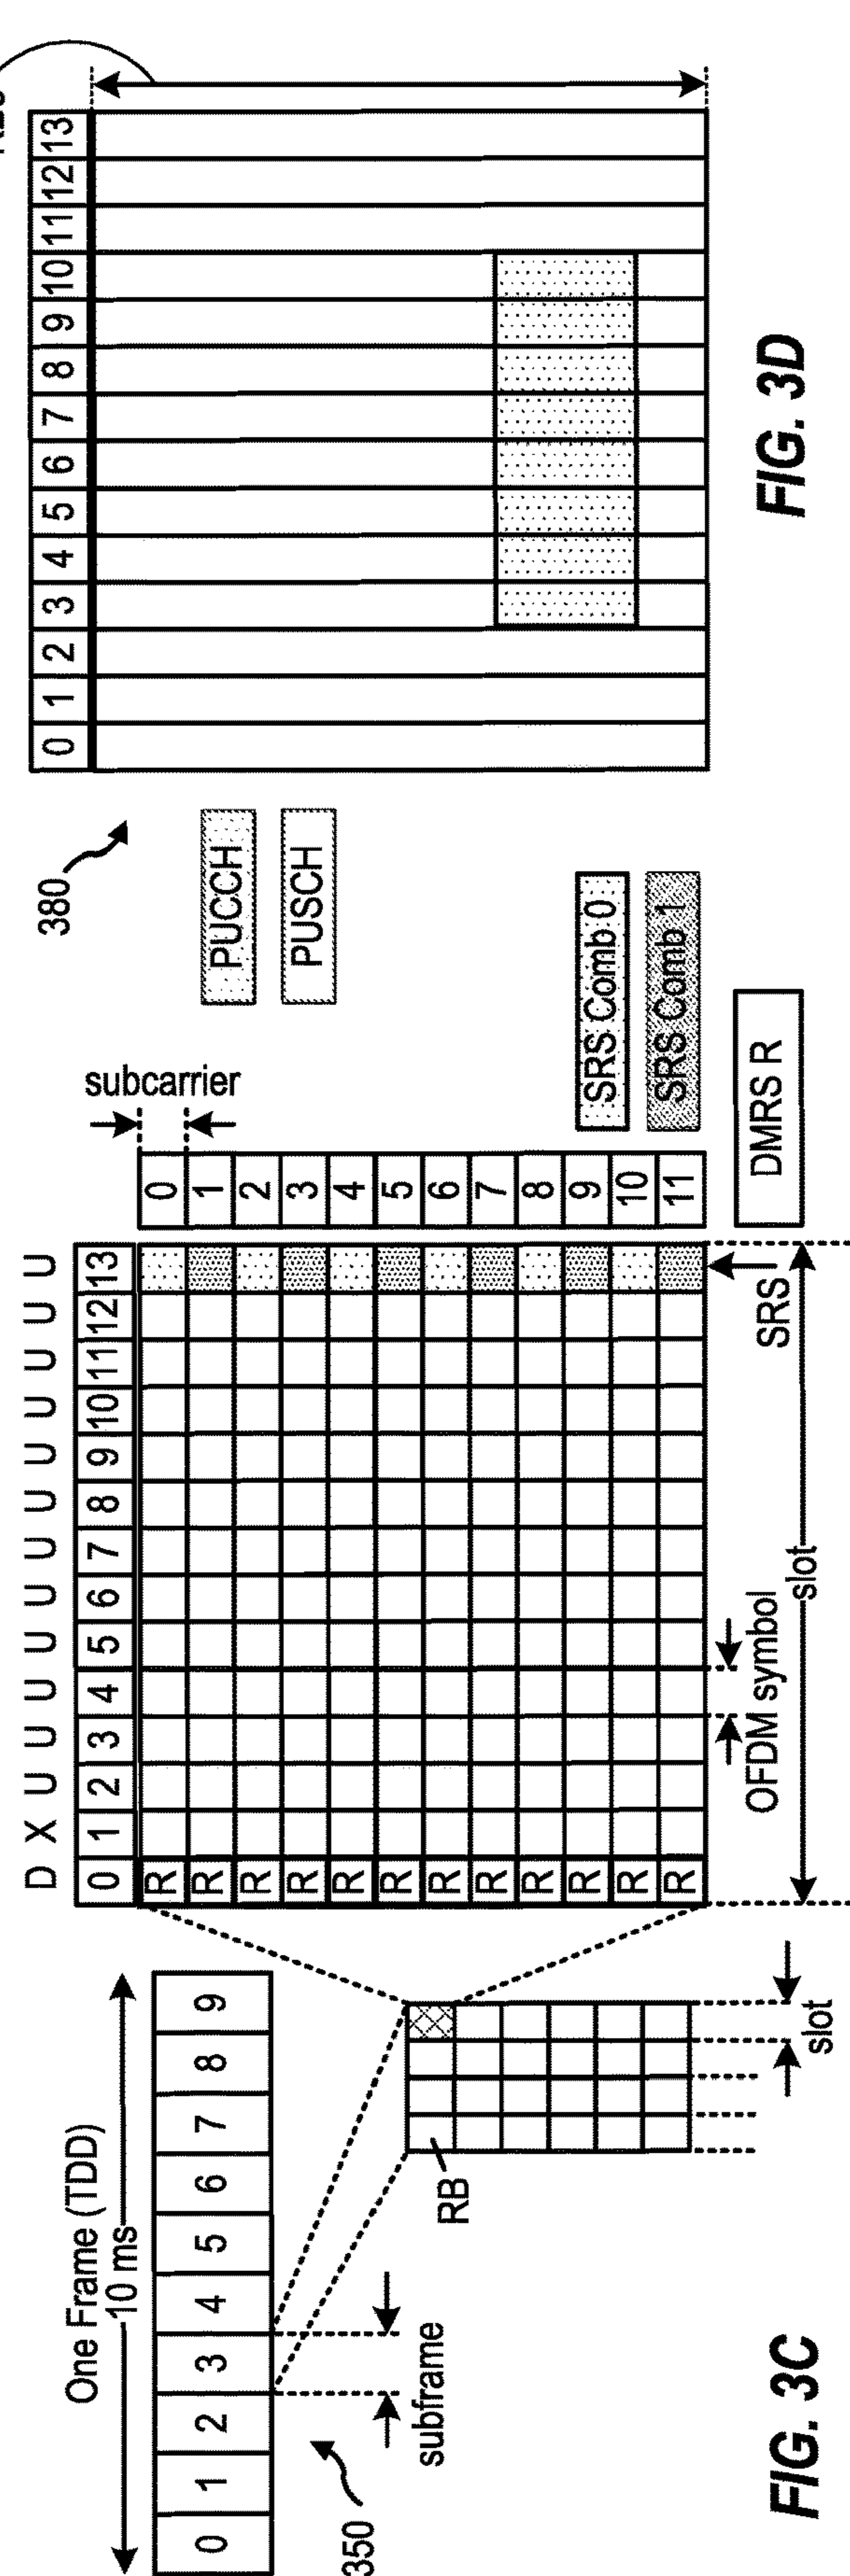 One Frame (TDD)
10 ms
0 1 2 3 4 5 6 7 8 9
350
subframe
RB
slot
D X U U U U U U U U U U U U
0 1 2 3 4 5 6 7 8 9 10 11 12 13
R
R
R
R
R
R
R
R
R
R
R
R
subcarrier
0
1
2
3
4
5
6
7
8
9
10
11
OFDM symbol
SRS
slot
SRS Comb 0
SRS Comb 1
DMRS R
FIG. 3C
380
PUCCH
PUSCH
0 1 2 3 4 5 6 7 8 9 10 11 12 13
FIG. 3D